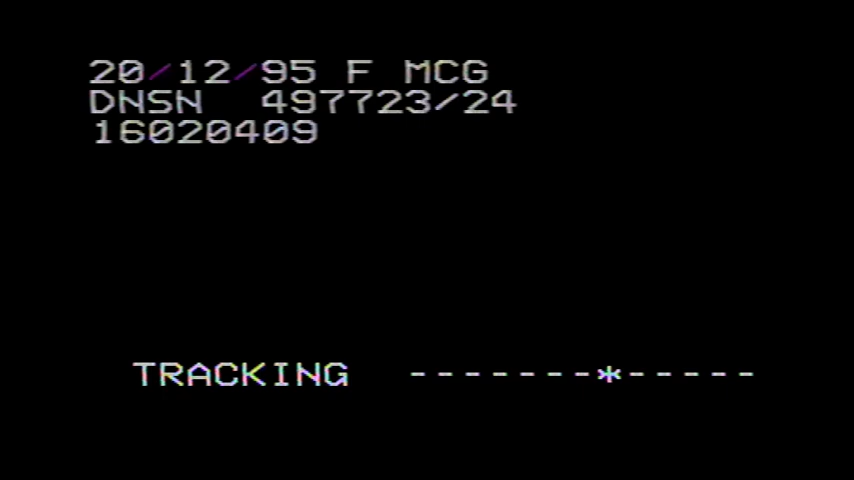 20/12/95 F MCG
DNSN 497723/24
16020409
TRACKING -------*-----